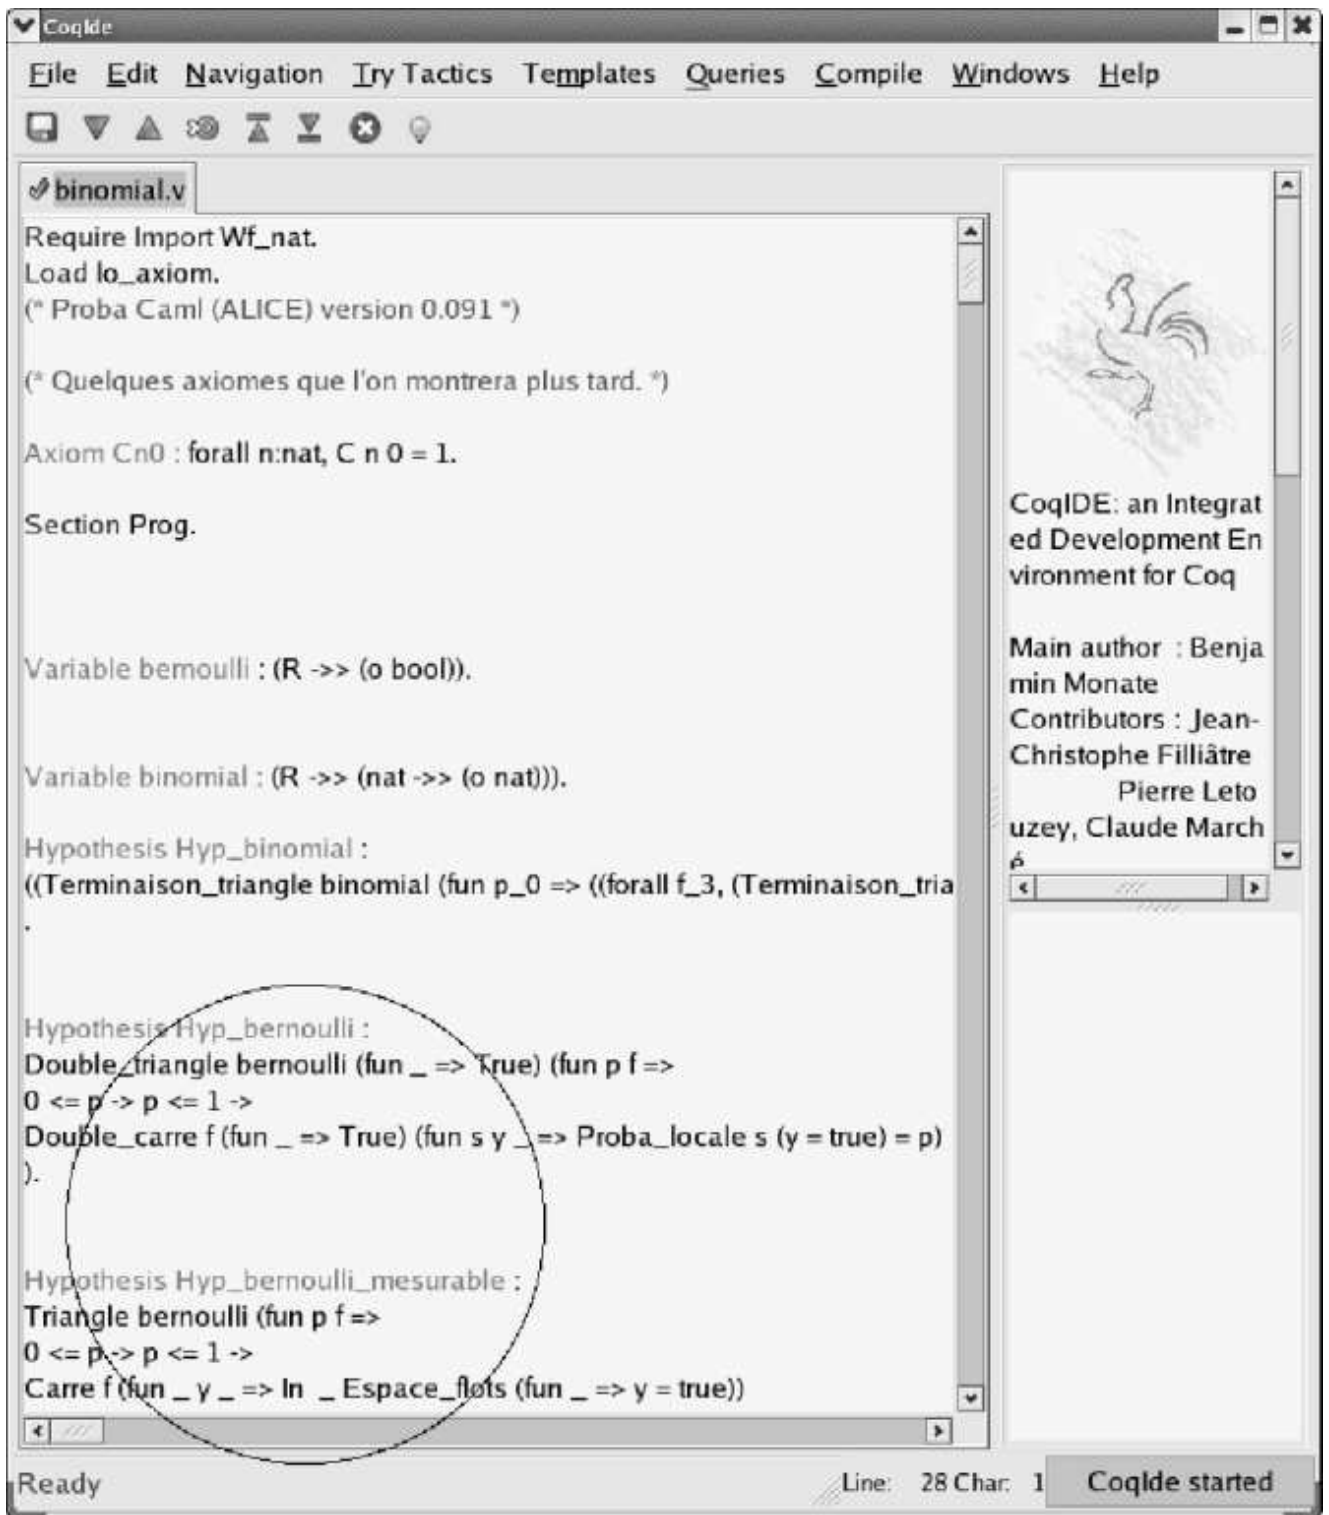 CoqIde
File Edit Navigation Try Tactics Templates Queries Compile Windows Help
binomial.v
Require Import Wf_nat.
Load lo_axiom.
(* Proba Caml (ALICE) version 0.091 *)
(* Quelques axiomes que l'on montrera plus tard. *)
Axiom Cn0 : forall n:nat, C n 0 = 1.
Section Prog.
Variable bernoulli : (R ->> (o bool)).
Variable binomial : (R ->> (nat ->> (o nat))).
Hypothesis Hyp_binomial :
((Terminaison_triangle binomial (fun p_0 => ((forall f_3, (Terminaison_tria
.
Hypothesis Hyp_bernoulli :
Double_triangle bernoulli (fun _ => True) (fun p f =>
0 <= p -> p <= 1 ->
Double_carre f (fun _ => True) (fun s y _ => Proba_locale s (y = true) = p)
).
Hypothesis Hyp_bernoulli_mesurable :
Triangle bernoulli (fun p f =>
0 <= p -> p <= 1 ->
Carre f (fun _ y _ => In _ Espace_flots (fun _ => y = true))
CoqIDE: an Integrat
ed Development En
vironment for Coq
Main author : Benja
min Monate
Contributors : Jean-
Christophe Filliâtre
Pierre Leto
uzey, Claude March
é
Ready
Line: 28 Char: 1
CoqIde started